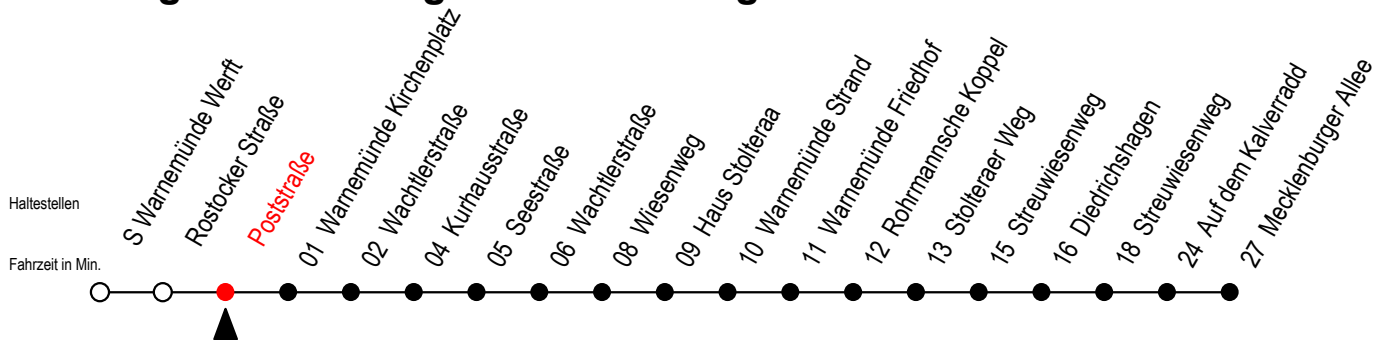 S Warnemünde Werft
Rostocker Straße
Poststraße
01 Warnemünde Kirchenplatz
02 Wachtlerstraße
04 Kurhausstraße
05 Seestraße
06 Wachtlerstraße
08 Wiesenweg
09 Haus Stolteraa
10 Warnemünde Strand
11 Warnemünde Friedhof
12 Rohrmannsche Koppel
13 Stolteraer Weg
15 Streuwiesenweg
16 Diedrichshagen
18 Streuwiesenweg
24 Auf dem Kalverradd
27 Mecklenburger Allee
Haltestellen
Fahrzeit in Min.